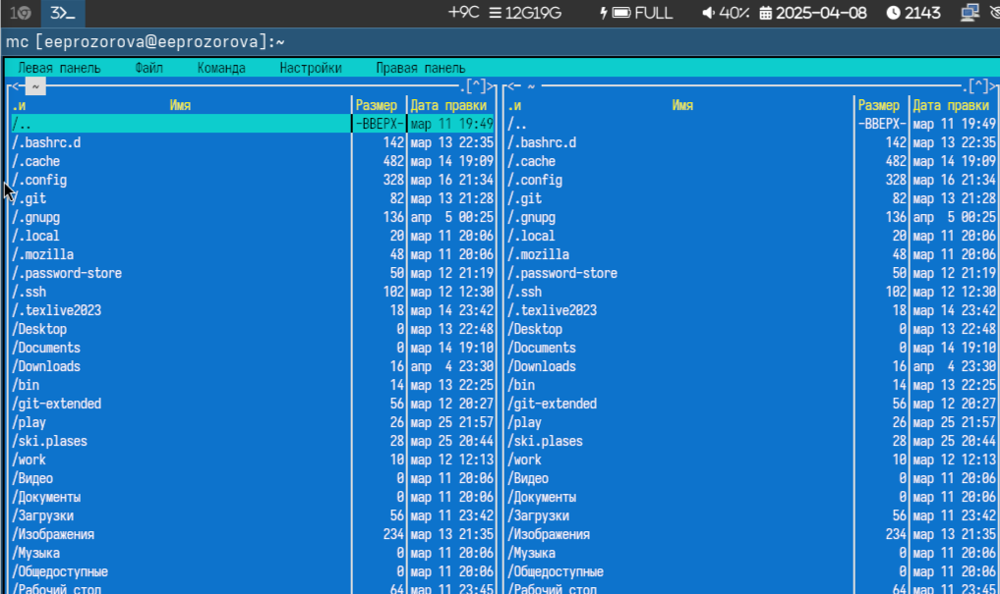 1 3>_ +9C 12G19G FULL 40% 2025-04-08 2143
mc [eeprozorova@eeprozorova]:~
Левая панель Файл Команда Настройки Правая панель
<- ~ .[^]> <- ~ .[^]>
.и Имя Размер Дата правки .и Имя Размер Дата правки
/.. -ВВЕРХ- мар 11 19:49 /.. -ВВЕРХ- мар 11 19:49
/.bashrc.d 142 мар 13 22:35 /.bashrc.d 142 мар 13 22:35
/.cache 482 мар 14 19:09 /.cache 482 мар 14 19:09
/.config 328 мар 16 21:34 /.config 328 мар 16 21:34
/.git 82 мар 13 21:28 /.git 82 мар 13 21:28
/.gnupg 136 апр 5 00:25 /.gnupg 136 апр 5 00:25
/.local 20 мар 11 20:06 /.local 20 мар 11 20:06
/.mozilla 48 мар 11 20:06 /.mozilla 48 мар 11 20:06
/.password-store 50 мар 12 21:19 /.password-store 50 мар 12 21:19
/.ssh 102 мар 12 12:30 /.ssh 102 мар 12 12:30
/.texlive2023 18 мар 14 23:42 /.texlive2023 18 мар 14 23:42
/Desktop 0 мар 13 22:48 /Desktop 0 мар 13 22:48
/Documents 0 мар 14 19:10 /Documents 0 мар 14 19:10
/Downloads 16 апр 4 23:30 /Downloads 16 апр 4 23:30
/bin 14 мар 13 22:25 /bin 14 мар 13 22:25
/git-extended 56 мар 12 20:27 /git-extended 56 мар 12 20:27
/play 26 мар 25 21:57 /play 26 мар 25 21:57
/ski.plases 28 мар 25 20:44 /ski.plases 28 мар 25 20:44
/work 10 мар 12 12:13 /work 10 мар 12 12:13
/Видео 0 мар 11 20:06 /Видео 0 мар 11 20:06
/Документы 0 мар 11 20:06 /Документы 0 мар 11 20:06
/Загрузки 56 мар 11 23:42 /Загрузки 56 мар 11 23:42
/Изображения 234 мар 13 21:35 /Изображения 234 мар 13 21:35
/Музыка 0 мар 11 20:06 /Музыка 0 мар 11 20:06
/Общедоступные 0 мар 11 20:06 /Общедоступные 0 мар 11 20:06
/Рабочий стол 64 мар 11 23:45 /Рабочий стол 64 мар 11 23:45